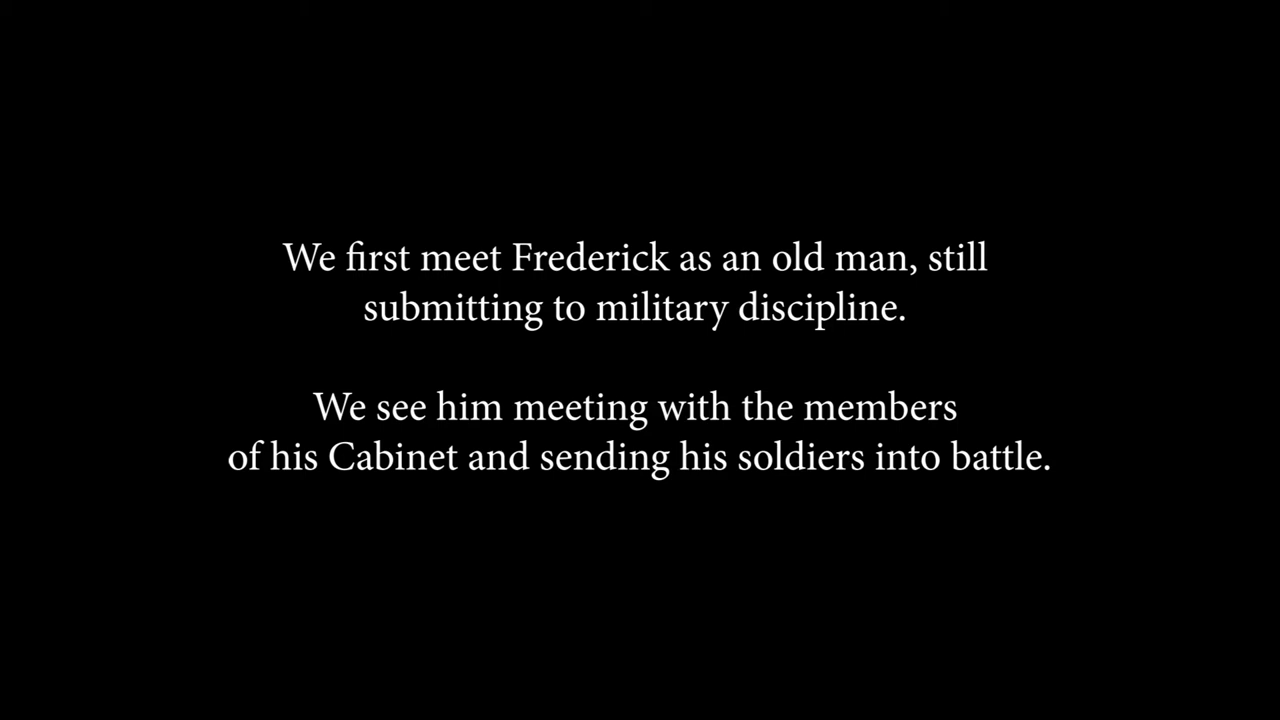 We first meet Frederick as an old man, still
submitting to military discipline.
We see him meeting with the members
of his Cabinet and sending his soldiers into battle.